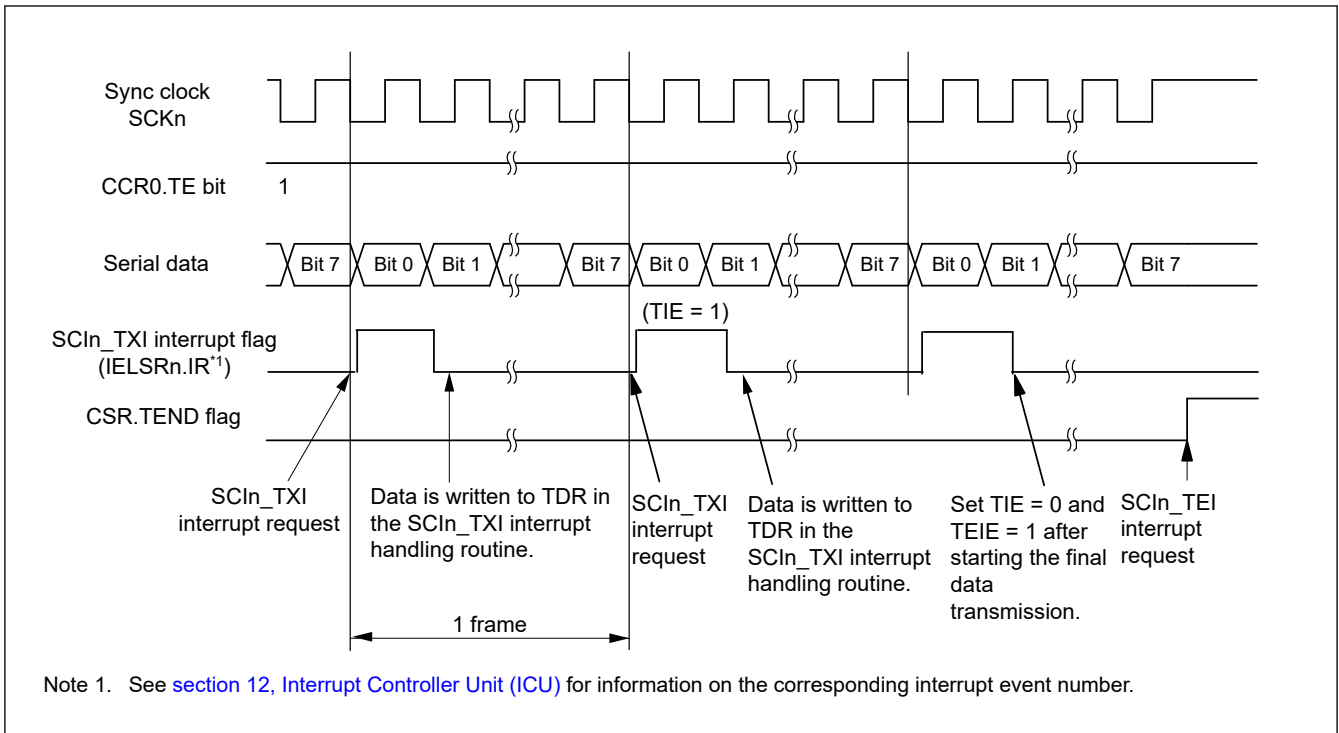 Sync clock
SCKn
CCR0.TE bit 1
Serial data Bit 7 Bit 0 Bit 1 Bit 7 Bit 0 Bit 1 Bit 7 Bit 0 Bit 1 Bit 7
(TIE = 1)
SCIn_TXI interrupt flag
(IELSRn.IR*1)
CSR.TEND flag
SCIn_TXI
interrupt request
Data is written to TDR in
the SCIn_TXI interrupt
handling routine.
SCIn_TXI
interrupt
request
Data is written to
TDR in the
SCIn_TXI interrupt
handling routine.
Set TIE = 0 and
TEIE = 1 after
starting the final
data
transmission.
SCIn_TEI
interrupt
request
1 frame
Note 1. See section 12, Interrupt Controller Unit (ICU) for information on the corresponding interrupt event number.